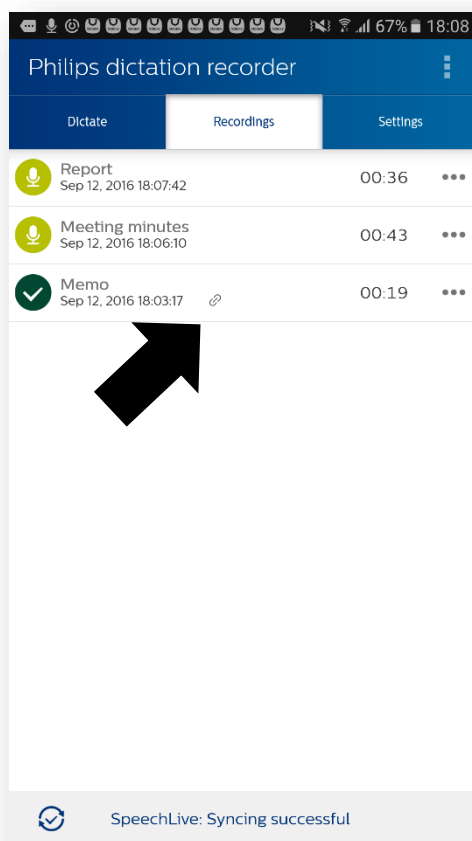 67% 18:08
Philips dictation recorder
Dictate Recordings Settings
Report
Sep 12, 2016 18:07:42 00:36
Meeting minutes
Sep 12, 2016 18:06:10 00:43
Memo
Sep 12, 2016 18:03:17 00:19
SpeechLive: Syncing successful